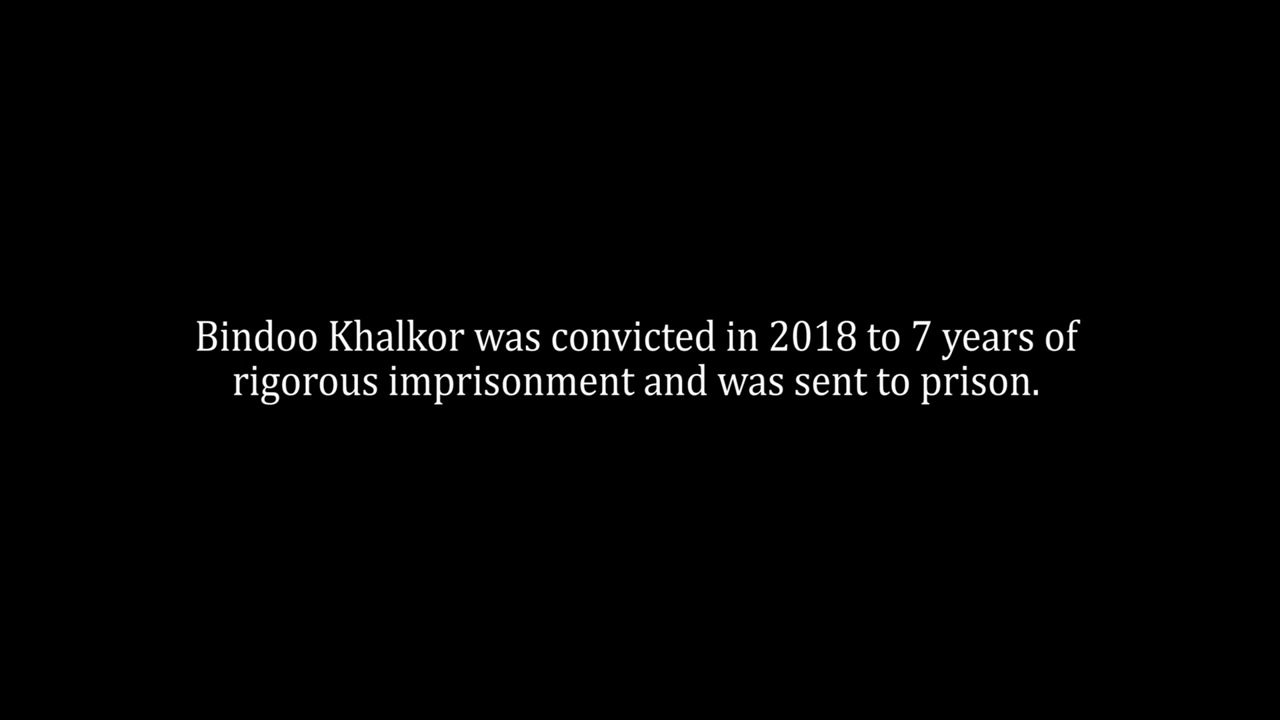 Bindoo Khalkor was convicted in 2018 to 7 years of
rigorous imprisonment and was sent to prison.